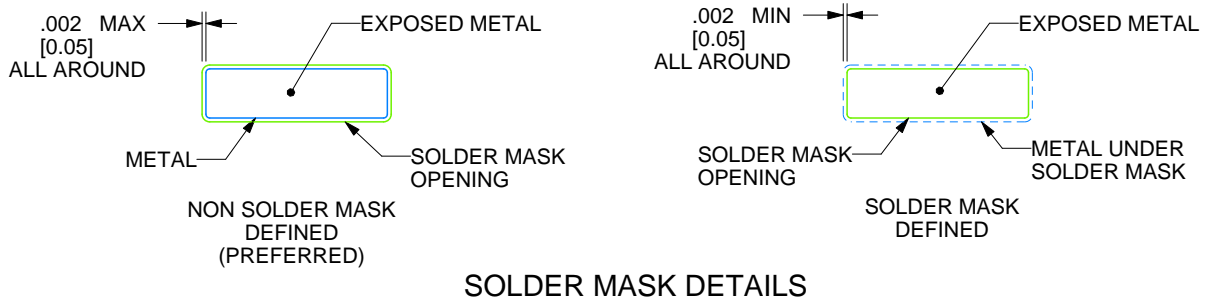 .002 MAX
[0.05]
ALL AROUND
EXPOSED METAL
METAL
SOLDER MASK
OPENING
NON SOLDER MASK
DEFINED
(PREFERRED)
.002 MIN
[0.05]
ALL AROUND
EXPOSED METAL
SOLDER MASK
OPENING
METAL UNDER
SOLDER MASK
SOLDER MASK
DEFINED
SOLDER MASK DETAILS